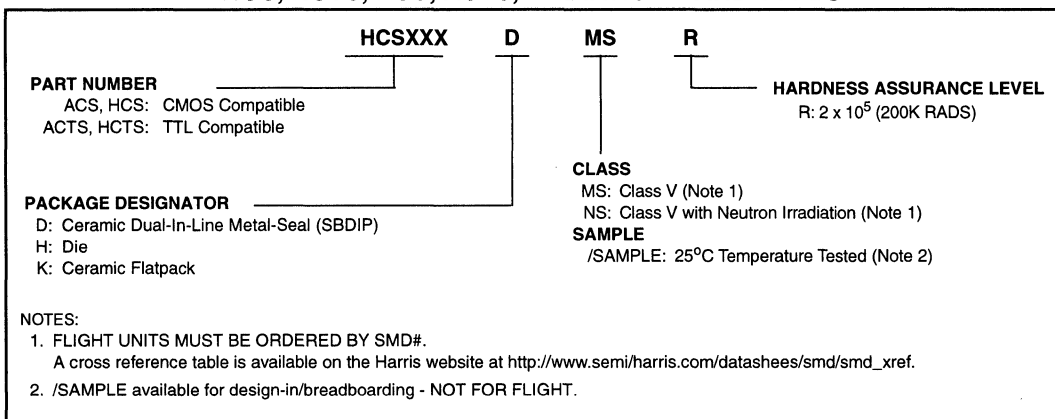 HCSXXX D MS R
PART NUMBER
ACS, HCS: CMOS Compatible
ACTS, HCTS: TTL Compatible
HARDNESS ASSURANCE LEVEL
R: 2 x 10⁵ (200K RADS)
PACKAGE DESIGNATOR
D: Ceramic Dual-In-Line Metal-Seal (SBDIP)
H: Die
K: Ceramic Flatpack
CLASS
MS: Class V (Note 1)
NS: Class V with Neutron Irradiation (Note 1)
SAMPLE
/SAMPLE: 25°C Temperature Tested (Note 2)
NOTES:
1. FLIGHT UNITS MUST BE ORDERED BY SMD#.
A cross reference table is available on the Harris website at http://www.semi/harris.com/datashees/smd/smd_xref.
2. /SAMPLE available for design-in/breadboarding - NOT FOR FLIGHT.